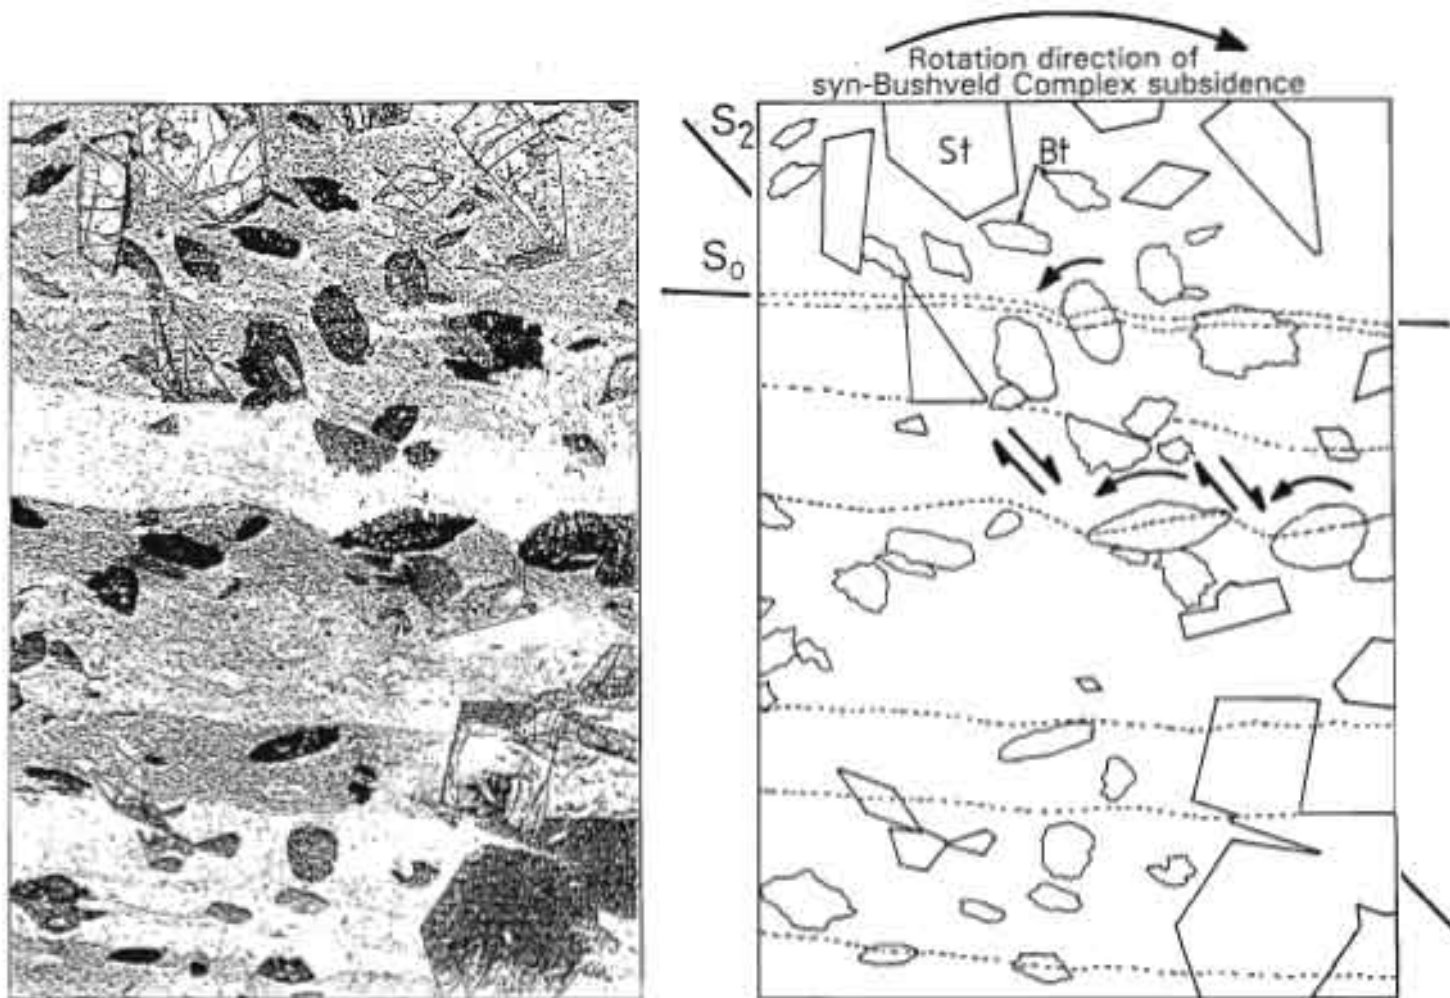 Rotation direction of
syn-Bushveld Complex subsidence
S₂
St
Bt
S₀